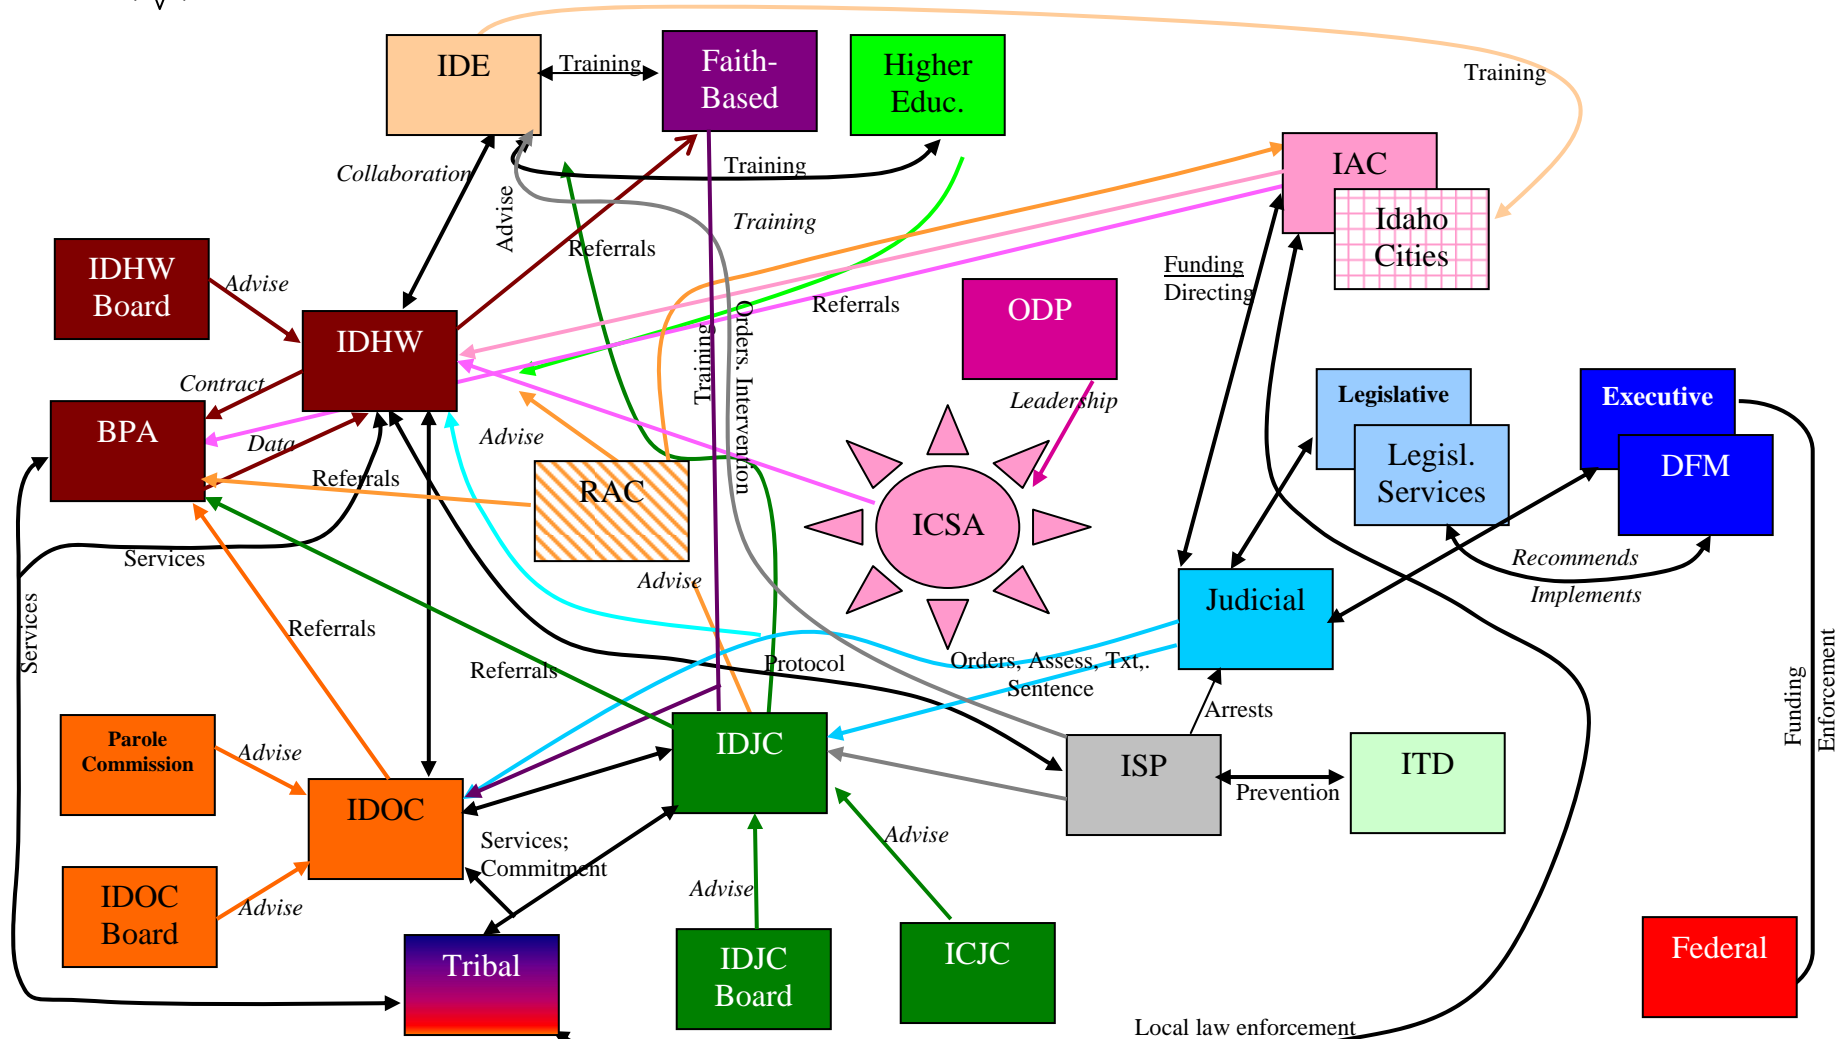 IDE
Training
Faith-
Based
Higher
Educ.
Training
IAC
Idaho
Cities
Collaboration
Advise
Training
Training
Referrals
IDHW
Board
Advise
Funding
Directing
IDHW
Referrals
ODP
Training
Orders. Intervention
Contract
Leadership
Legislative
Legisl.
Services
Executive
DFM
BPA
Data
Advise
Referrals
RAC
ICSA
Services
Advise
Recommends
Implements
Judicial
Services
Referrals
Referrals
Protocol
Orders, Assess, Txt,.
Sentence
Funding
Enforcement
Arrests
Parole
Commission
Advise
IDOC
IDJC
ISP
Prevention
ITD
Services;
Commitment
Advise
Advise
IDOC
Board
Advise
Tribal
IDJC
Board
ICJC
Federal
Local law enforcement